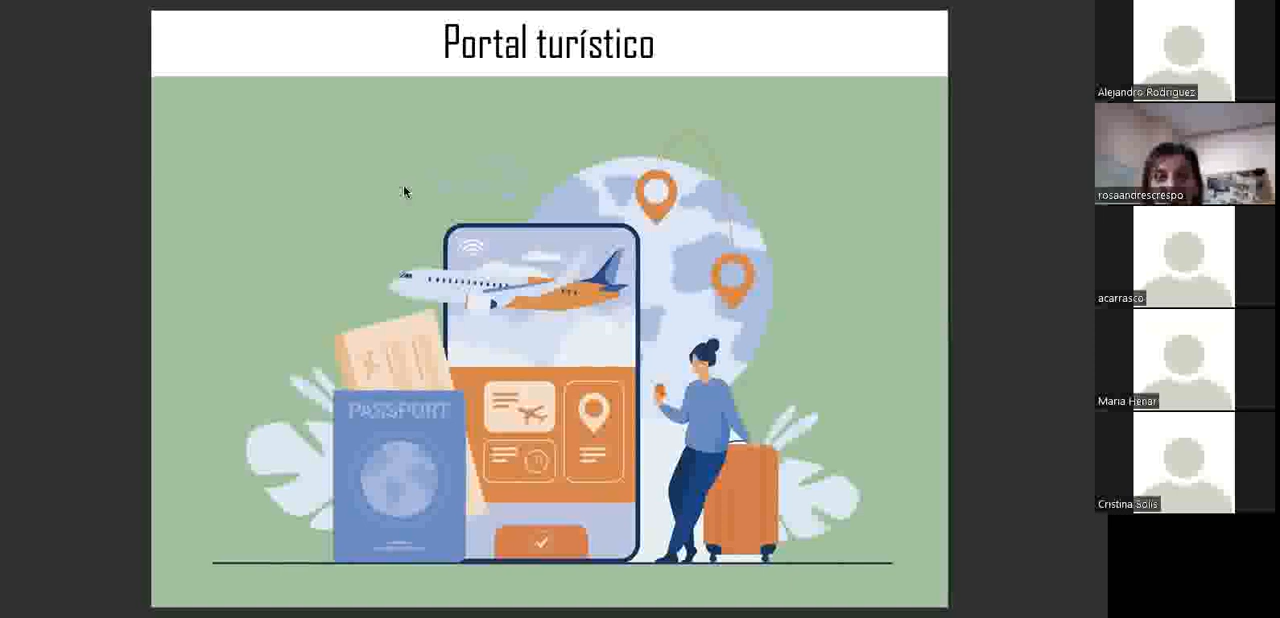 Portal turístico
PASSPORT
Alejandro Rodriguez
rosaandrescrespo
acarrasco
Maria Henar
Cristina Solis